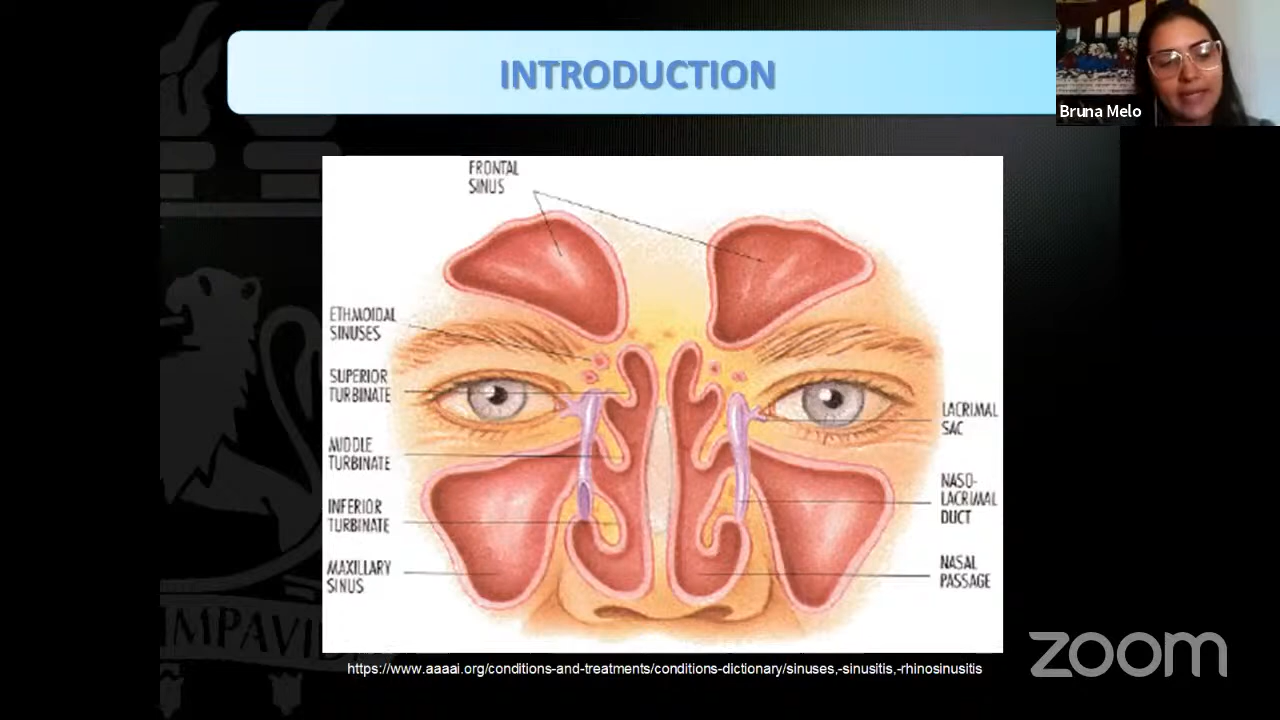 INTRODUCTION
Bruna Melo
FRONTAL
SINUS
ETHMOIDAL
SINUSES
SUPERIOR
TURBINATE
MIDDLE
TURBINATE
INFERIOR
TURBINATE
MAXILLARY
SINUS
LACRIMAL
SAC
NASO-
LACRIMAL
DUCT
NASAL
PASSAGE
IMPAVID
https://www.aaaai.org/conditions-and-treatments/conditions-dictionary/sinuses,-sinusitis,-rhinosinusitis
zoom